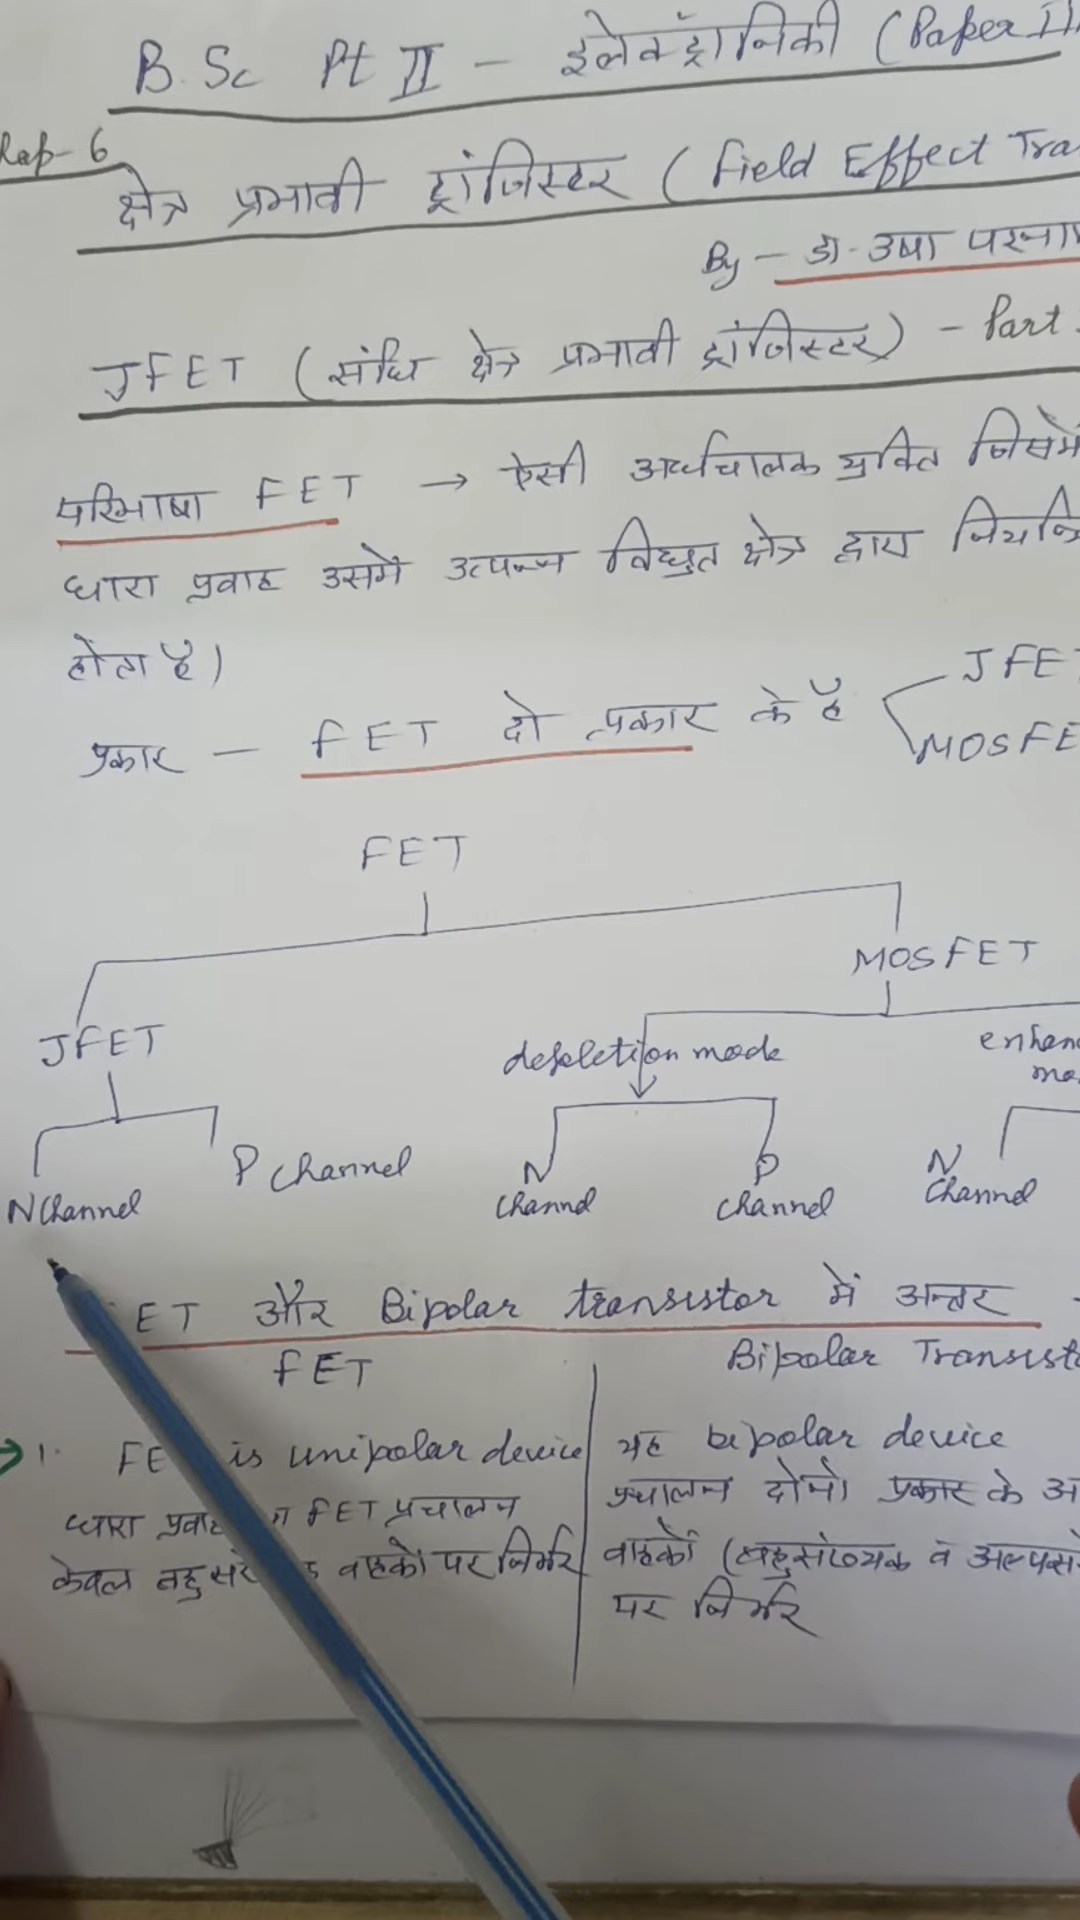 B.Sc Pt II - इलेक्ट्रॉनिकी (Paper II
Chap-6
क्षेत्र प्रभावी ट्रांजिस्टर (Field Effect Tra
By - डा. उषा परना
JFET (संधि क्षेत्र प्रभावी ट्रांजिस्टर) - Part
परिभाषा FET → ऐसी अर्धचालक युक्ति जिसमें
धारा प्रवाह उसमें उत्पन्न विद्युत क्षेत्र द्वारा नियंत्रि
होता है)
प्रकार - FET दो प्रकार के है
JFE
MOSFE
FET
JFET
MOSFET
N Channel
P Channel
depletion mode
N Channel
P Channel
enhan
mo
N Channel
ET और Bipolar transistor में अन्तर -
FET
Bipolar Transist
1. FE is unipolar device
धारा प्रवाह FET प्रचालन
केवल बहुसं वाहकों पर निर्भर
यह bipolar device
प्रचालन दोनों प्रकार के आ
वाहकों (बहुसंख्यक व अल्पसं
पर निर्भर